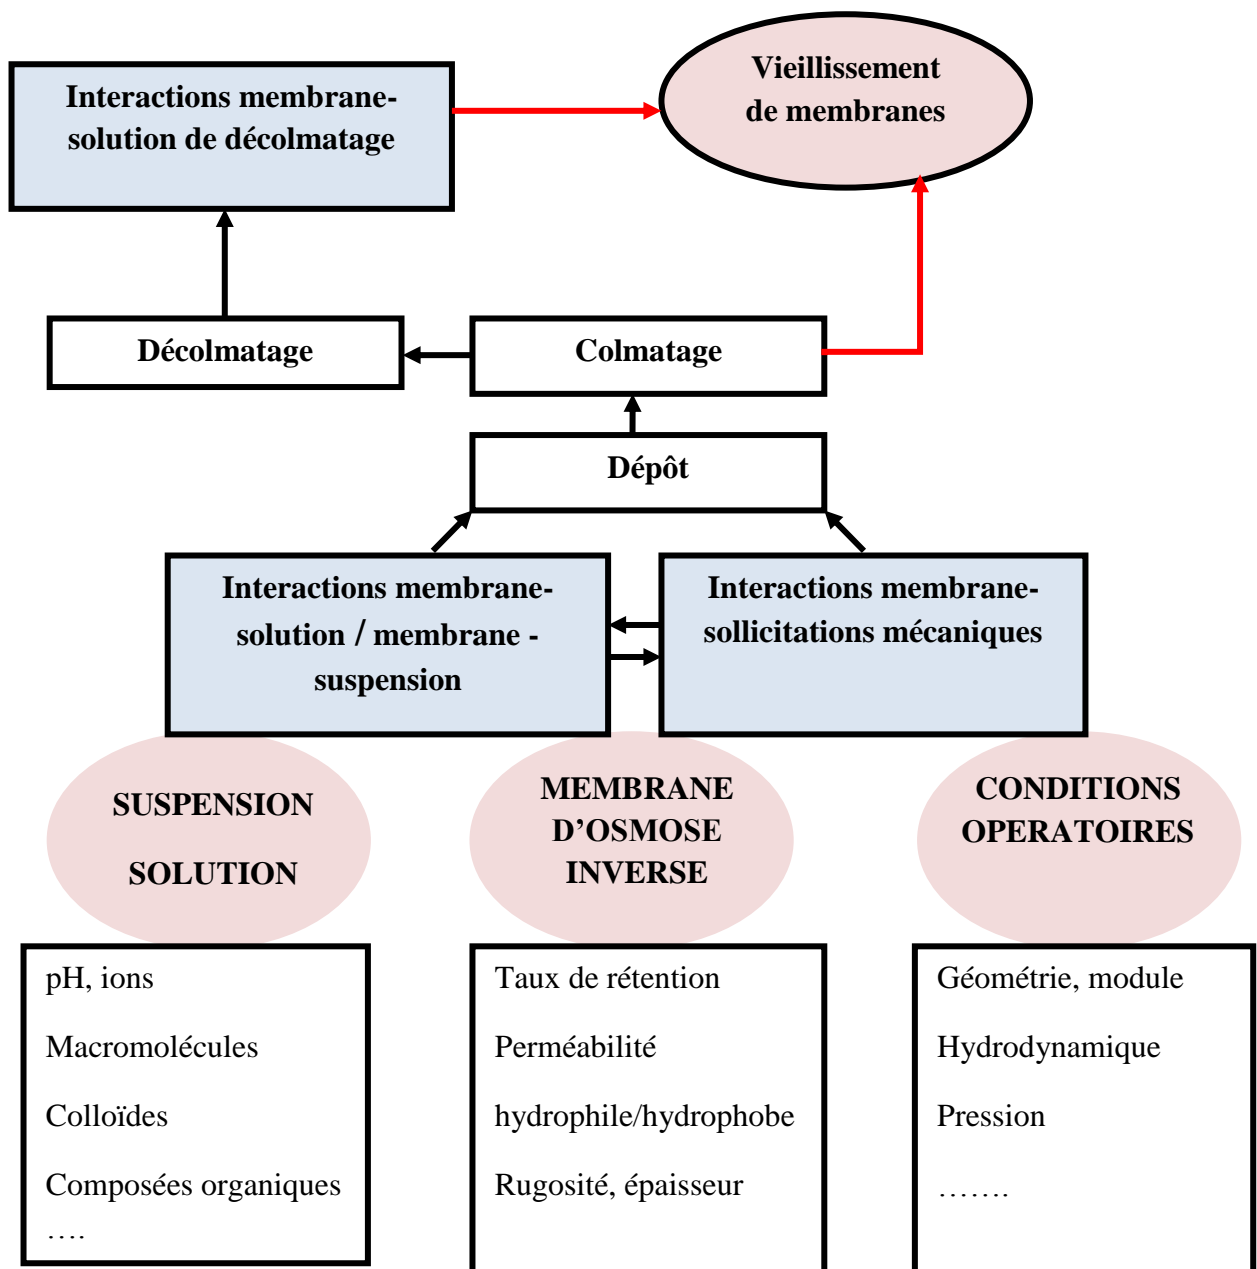 Vieillissement
de membranes
Interactions membrane-
solution de décolmatage
Décolmatage
Colmatage
Dépôt
Interactions membrane-
solution / membrane -
suspension
Interactions membrane-
sollicitations mécaniques
SUSPENSION
SOLUTION
MEMBRANE
D’OSMOSE
INVERSE
CONDITIONS
OPERATOIRES
pH, ions
Macromolécules
Colloïdes
Composées organiques
….
Taux de rétention
Perméabilité
hydrophile/hydrophobe
Rugosité, épaisseur
Géométrie, module
Hydrodynamique
Pression
…….